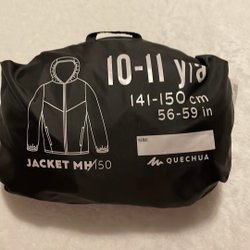 10-11 yrs
141-150 cm
56-59 in
JACKET MH150
QUECHUA